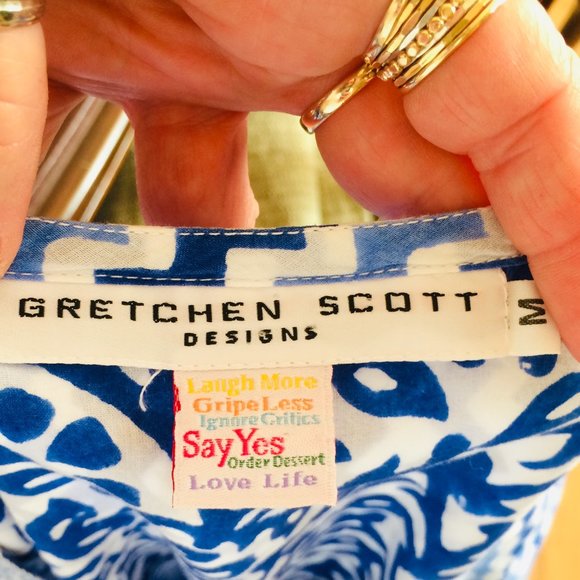 GRETCHEN SCOTT
DESIGNS
M
Laugh More
Gripe Less
Ignore Critics
Say Yes
Order Dessert
Love Life